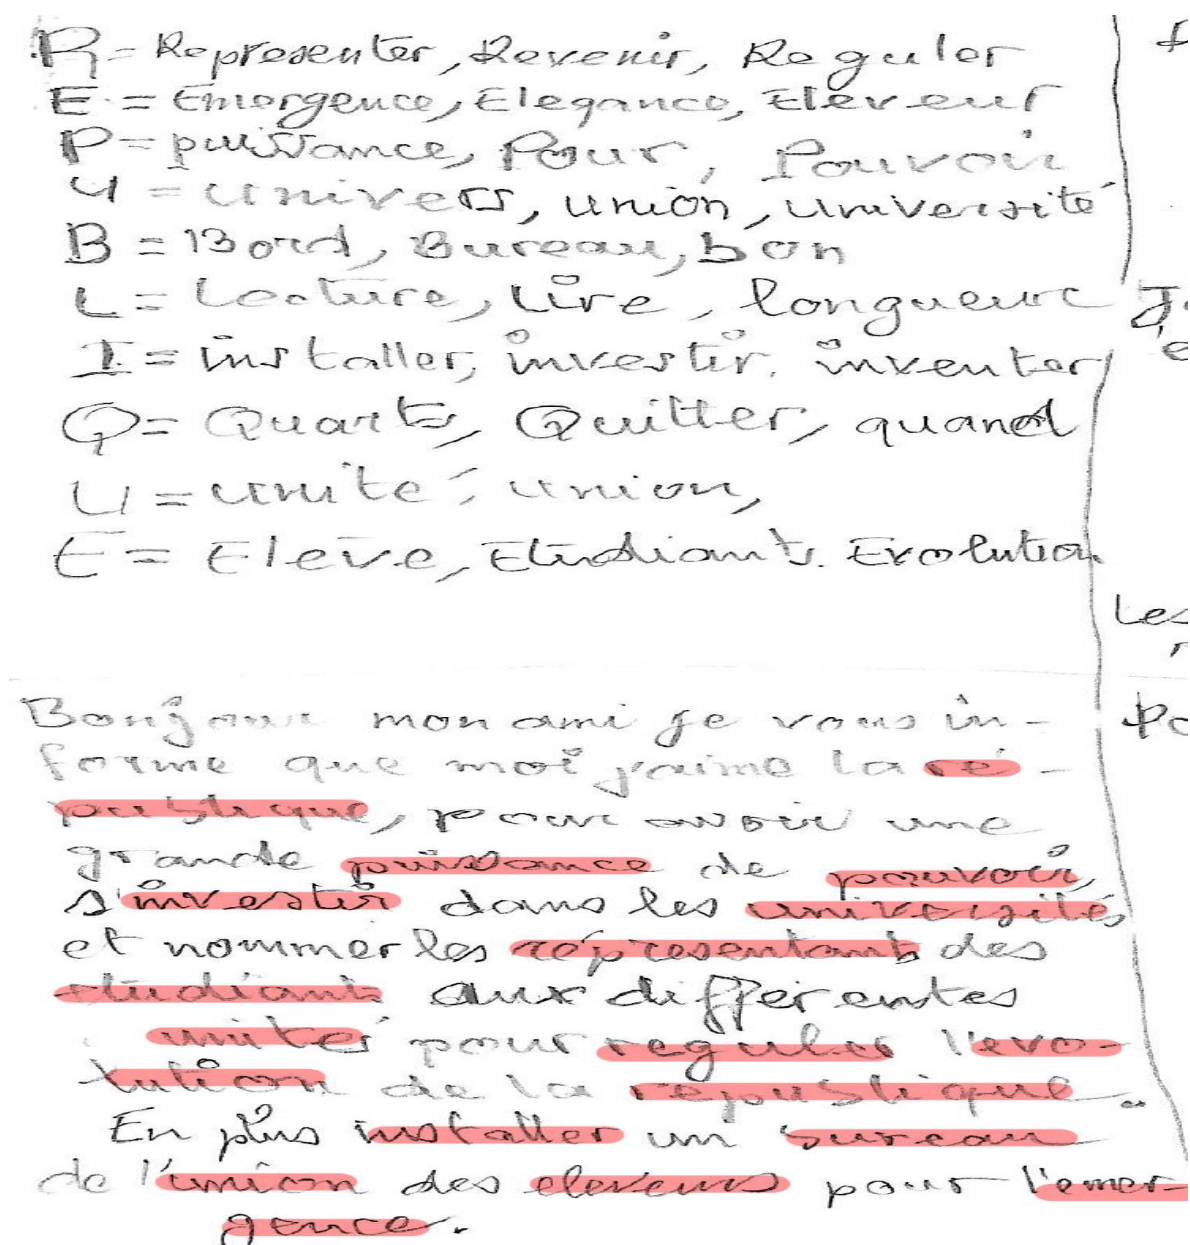 R = Representer, Revenir, Reguler
E = Emergence, Elegance, Eleveur
P = puissance, Pour, Pouvoir
U = univers, union, université
B = Bord, Bureau, bon
L = Lecture, Lire, longueur
I = installer, investir, inventer
Q = Quartz, Quitter, quand
U = unité, union,
E = Eleve, Etudiants. Evolution
Bonjour mon ami je vous in-
forme que moi j'aime la ré-
publique, pour avoir une
grande puissance de pouvoir,
s'investir dans les universités,
et nommer les réprésentants des
etudiants aux differentes
unités pour reguler l'evo-
lution de la republique.
En plus installer un bureau
de l'union des eleveurs pour l'emer-
gence.
Les